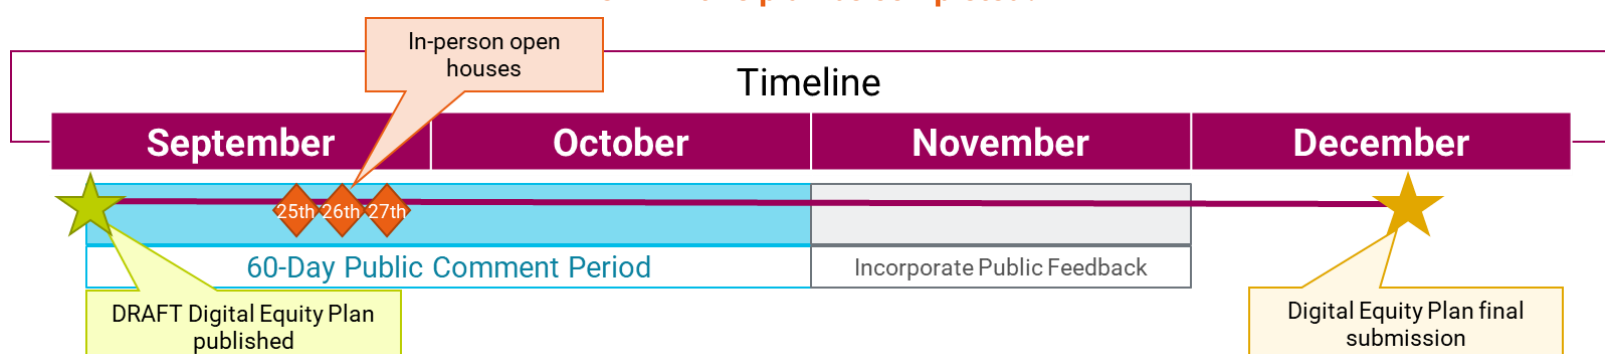 In-person open
houses
Timeline
September October November December
25th 26th 27th
60-Day Public Comment Period
Incorporate Public Feedback
DRAFT Digital Equity Plan
published
Digital Equity Plan final
submission